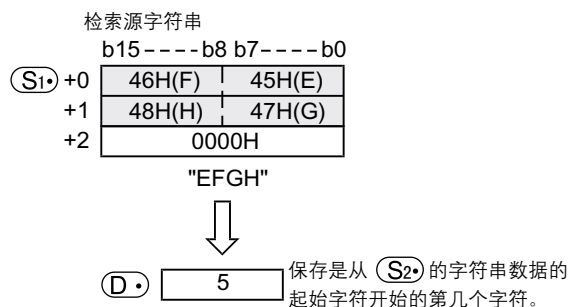 检索源字符串
b15----b8 b7----b0
S1• +0 46H(F) 45H(E)
+1 48H(H) 47H(G)
+2 0000H
"EFGH"
D• 5 保存是从 S2• 的字符串数据的
起始字符开始的第几个字符。